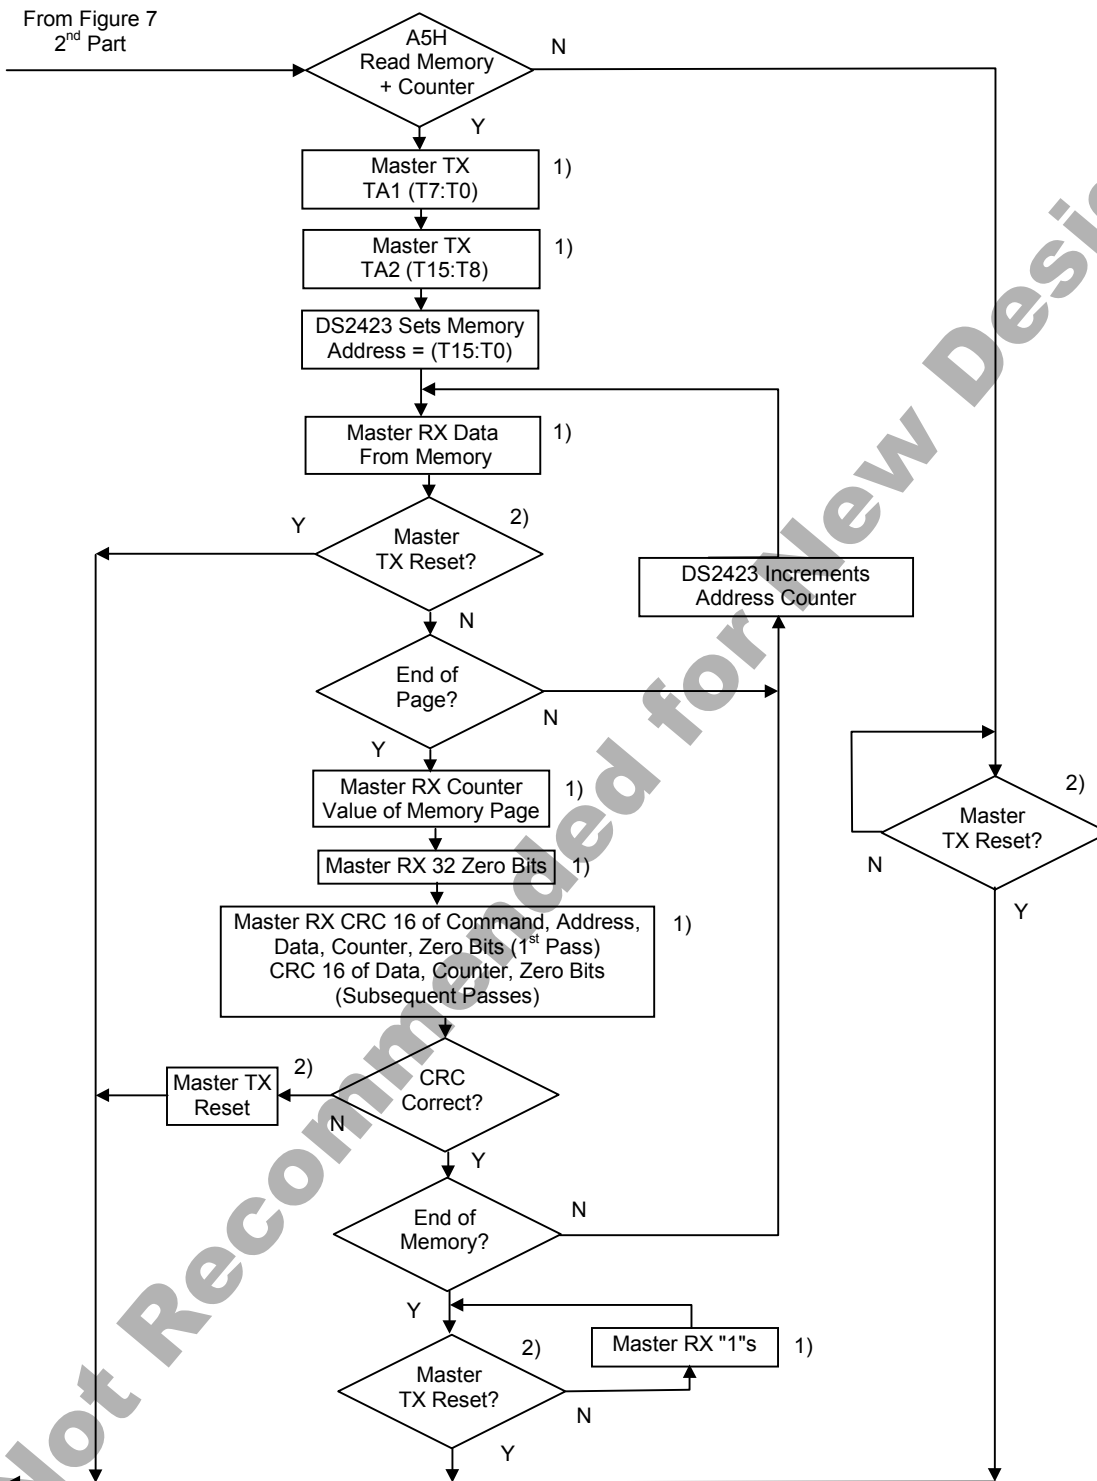 From Figure 7
2nd Part
A5H
Read Memory
+ Counter
N
Y
Master TX
TA1 (T7:T0)
1)
Master TX
TA2 (T15:T8)
1)
DS2423 Sets Memory
Address = (T15:T0)
Master RX Data
From Memory
1)
Y
Master
TX Reset?
2)
N
DS2423 Increments
Address Counter
End of
Page?
N
Y
Master RX Counter
Value of Memory Page
1)
Master
TX Reset?
2)
N
Y
Master RX 32 Zero Bits
1)
Master RX CRC 16 of Command, Address,
Data, Counter, Zero Bits (1st Pass)
CRC 16 of Data, Counter, Zero Bits
(Subsequent Passes)
1)
Master TX
Reset
2)
CRC
Correct?
N
Y
End of
Memory?
N
Y
Master
TX Reset?
2)
Master RX "1"s
1)
N
Y
Not Recommended for New Desig